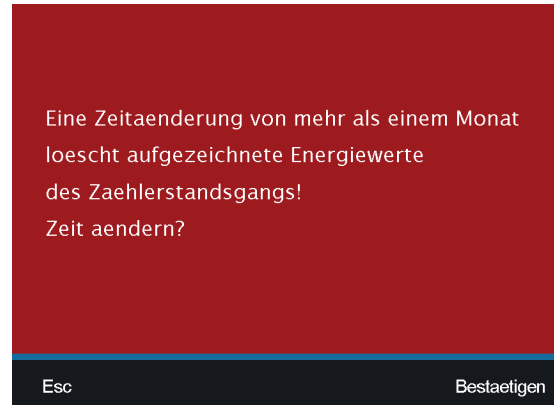 Eine Zeitaenderung von mehr als einem Monat
loescht aufgezeichnete Energiewerte
des Zaehlerstandsgangs!
Zeit aendern?
Esc Bestaetigen